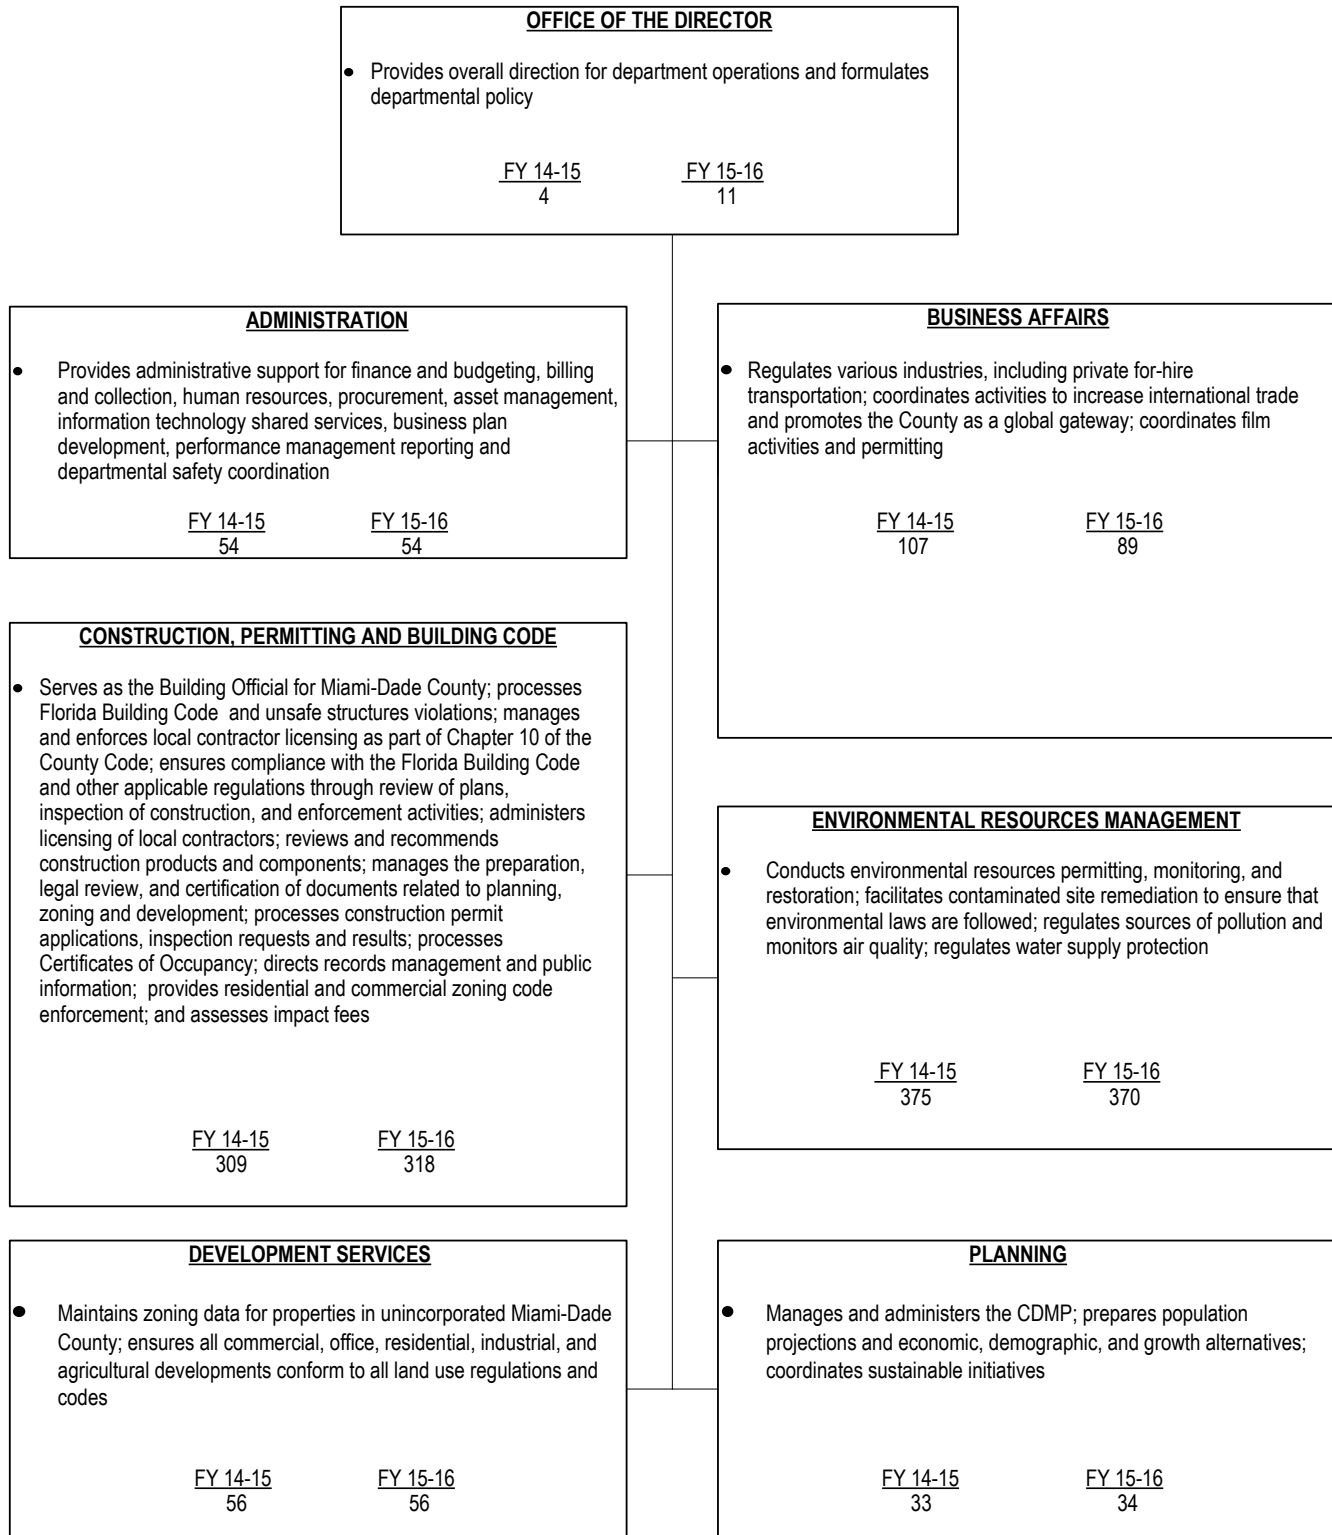 OFFICE OF THE DIRECTOR
• Provides overall direction for department operations and formulates
departmental policy
FY 14-15 FY 15-16
4 11
ADMINISTRATION
• Provides administrative support for finance and budgeting, billing
and collection, human resources, procurement, asset management,
information technology shared services, business plan
development, performance management reporting and
departmental safety coordination
FY 14-15 FY 15-16
54 54
BUSINESS AFFAIRS
• Regulates various industries, including private for-hire
transportation; coordinates activities to increase international trade
and promotes the County as a global gateway; coordinates film
activities and permitting
FY 14-15 FY 15-16
107 89
CONSTRUCTION, PERMITTING AND BUILDING CODE
• Serves as the Building Official for Miami-Dade County; processes
Florida Building Code and unsafe structures violations; manages
and enforces local contractor licensing as part of Chapter 10 of the
County Code; ensures compliance with the Florida Building Code
and other applicable regulations through review of plans,
inspection of construction, and enforcement activities; administers
licensing of local contractors; reviews and recommends
construction products and components; manages the preparation,
legal review, and certification of documents related to planning,
zoning and development; processes construction permit
applications, inspection requests and results; processes
Certificates of Occupancy; directs records management and public
information; provides residential and commercial zoning code
enforcement; and assesses impact fees
FY 14-15 FY 15-16
309 318
ENVIRONMENTAL RESOURCES MANAGEMENT
• Conducts environmental resources permitting, monitoring, and
restoration; facilitates contaminated site remediation to ensure that
environmental laws are followed; regulates sources of pollution and
monitors air quality; regulates water supply protection
FY 14-15 FY 15-16
375 370
DEVELOPMENT SERVICES
• Maintains zoning data for properties in unincorporated Miami-Dade
County; ensures all commercial, office, residential, industrial, and
agricultural developments conform to all land use regulations and
codes
FY 14-15 FY 15-16
56 56
PLANNING
• Manages and administers the CDMP; prepares population
projections and economic, demographic, and growth alternatives;
coordinates sustainable initiatives
FY 14-15 FY 15-16
33 34